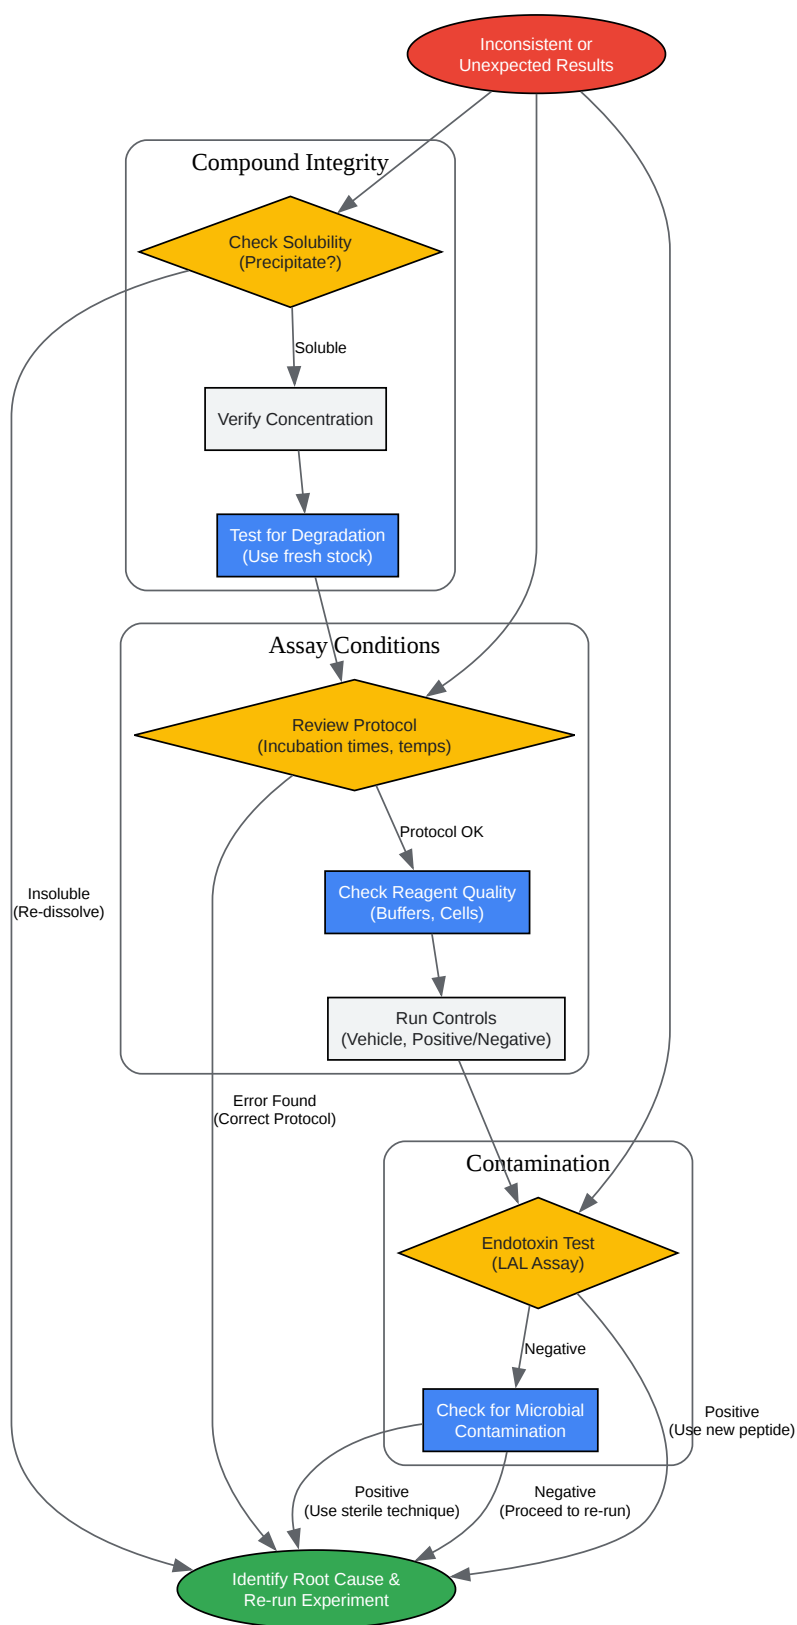 Inconsistent or
Unexpected Results
Compound Integrity
Check Solubility
(Precipitate?)
Soluble
Verify Concentration
Test for Degradation
(Use fresh stock)
Assay Conditions
Review Protocol
(Incubation times, temps)
Protocol OK
Check Reagent Quality
(Buffers, Cells)
Insoluble
(Re-dissolve)
Run Controls
(Vehicle, Positive/Negative)
Error Found
(Correct Protocol)
Contamination
Endotoxin Test
(LAL Assay)
Negative
Check for Microbial
Contamination
Positive
(Use new peptide)
Positive
(Use sterile technique)
Negative
(Proceed to re-run)
Identify Root Cause &
Re-run Experiment